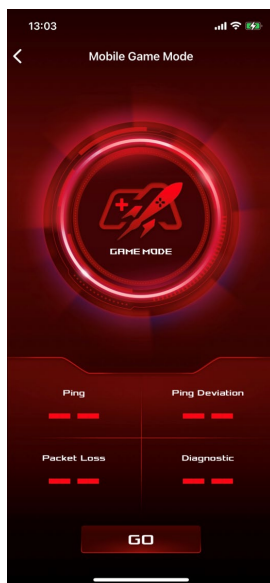 13:03
Mobile Game Mode
GAME MODE
Ping
Ping Deviation
-- --
-- --
Packet Loss
Diagnostic
-- --
-- --
GO